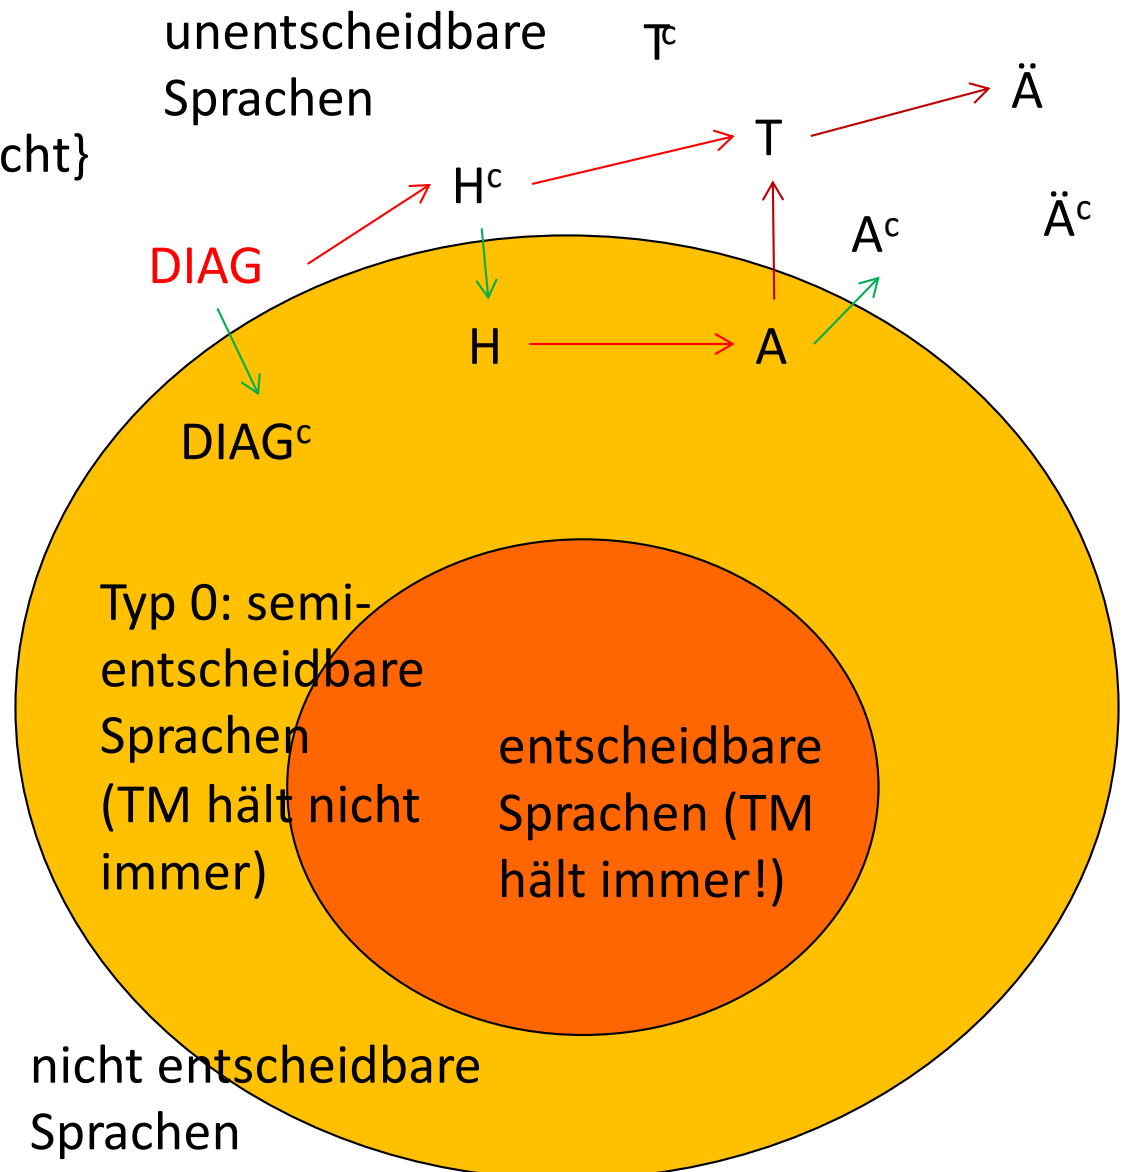 unentscheidbare
Sprachen
Tᶜ
Ä
cht}
T
Hᶜ
Aᶜ
Äᶜ
DIAG
H
A
DIAGᶜ
Typ 0: semi-
entscheidbare
Sprachen
(TM hält nicht
immer)
entscheidbare
Sprachen (TM
hält immer!)
nicht entscheidbare
Sprachen